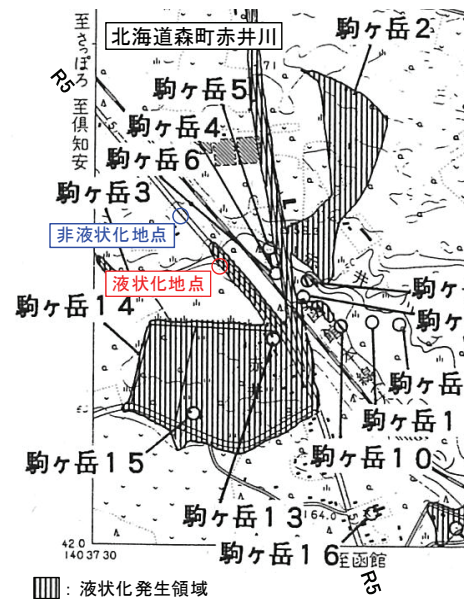 北海道森町赤井川
至さっぽろ
至倶知安
R5
71
駒ヶ岳2
駒ヶ岳5
駒ヶ岳4
駒ヶ岳6
駒ヶ岳3
非液状化地点
液状化地点
駒ヶ岳14
駒ヶ
駒ヶ
駒ヶ岳
駒ヶ岳1
駒ヶ岳10
駒ヶ岳15
駒ヶ岳13
164.0
駒ヶ岳16
至函館
R5
42 0
140 37 30
:液状化発生領域